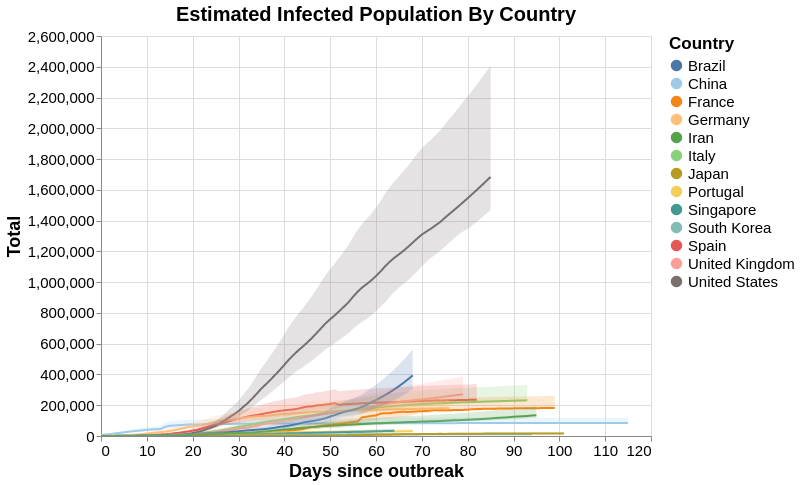 Estimated Infected Population By Country
2,600,000
2,400,000
2,200,000
2,000,000
1,800,000
1,600,000
1,400,000
1,200,000
1,000,000
800,000
600,000
400,000
200,000
0
Total
0 10 20 30 40 50 60 70 80 90 100 110 120
Days since outbreak
Country
Brazil
China
France
Germany
Iran
Italy
Japan
Portugal
Singapore
South Korea
Spain
United Kingdom
United States